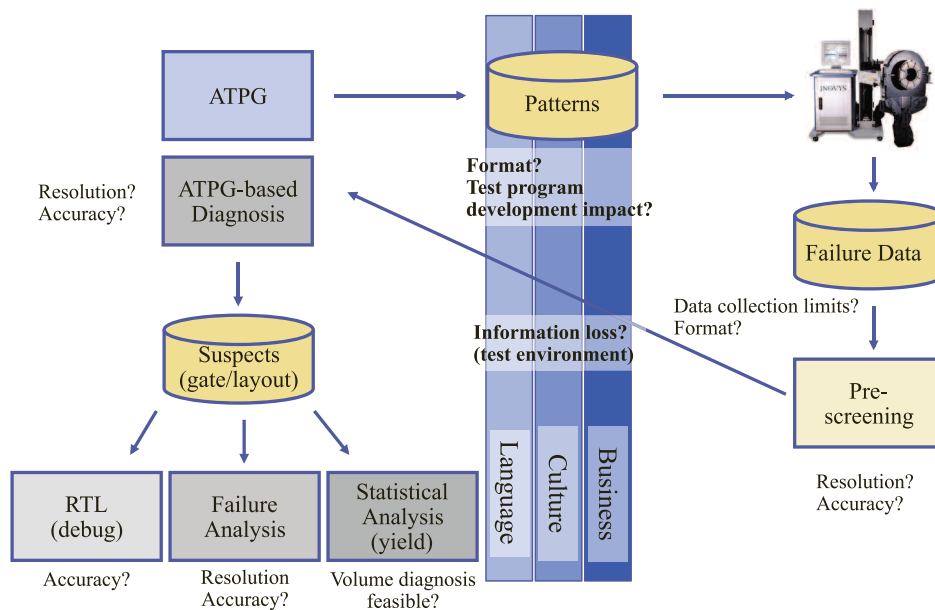 ATPG
Patterns
INOVYS
Resolution?
Accuracy?
ATPG-based
Diagnosis
Format?
Test program
development impact?
Failure Data
Data collection limits?
Format?
Information loss?
(test environment)
Suspects
(gate/layout)
Pre-
screening
Resolution?
Accuracy?
Language
Culture
Business
RTL
(debug)
Failure
Analysis
Statistical
Analysis
(yield)
Accuracy?
Resolution
Accuracy?
Volume diagnosis
feasible?